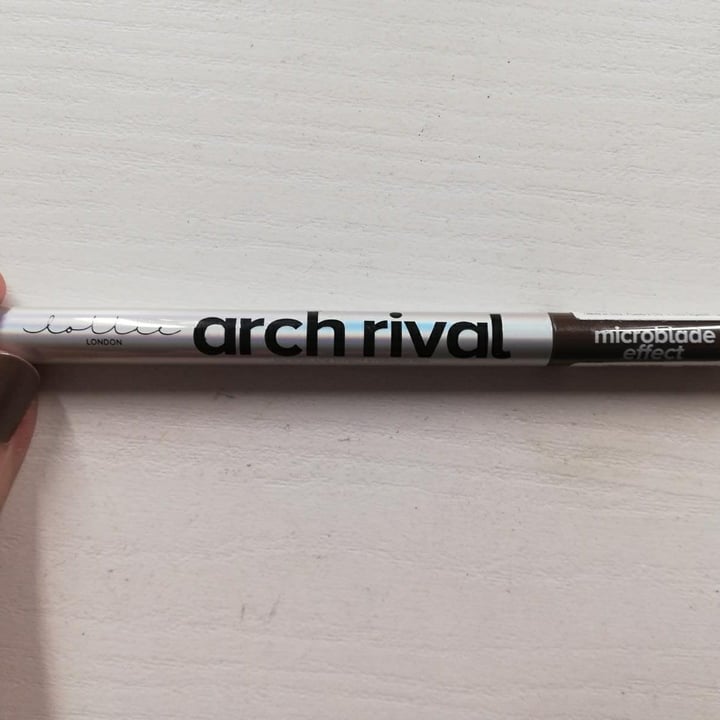 lottie
LONDON
arch rival
microblade
effect